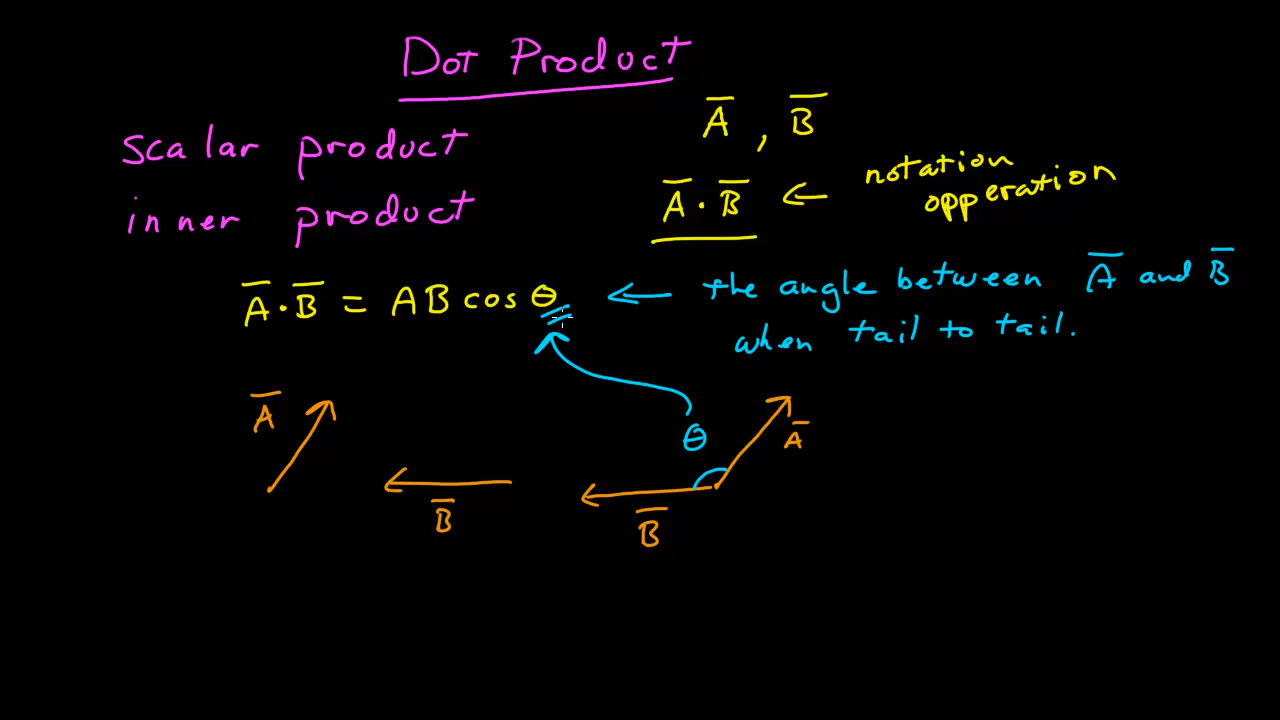 Dot Product
scalar product
inner product
A̅ , B̅
A̅ · B̅ ← notation
opperation
A̅ · B̅ = AB cos θ ← the angle between A̅ and B̅
when tail to tail.
A̅
B̅
θ
A̅
B̅